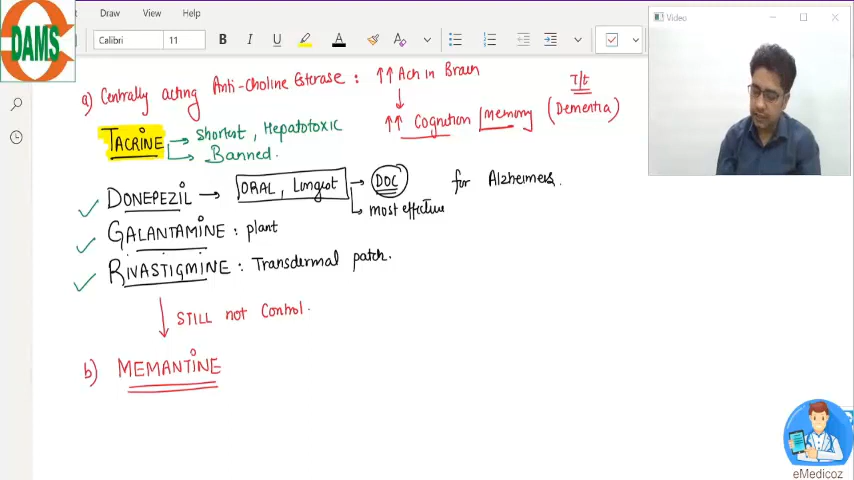 DAMS
Draw View Window Help
Calibri 11 B I U A
Video
a) Centrally acting Anti-Choline Esterase : ↑↑ Ach in Brain
↑↑ Cognition / memory (Dementia)
T/t
TACRINE → Shortest, Hepatotoxic
→ Banned.
DONEPEZIL → ORAL, Longest → DOC for Alzheimers.
→ most effective
GALANTAMINE : plant
RIVASTIGMINE : Transdermal patch.
↓ STILL not Control.
b) MEMANTINE
eMedicoz